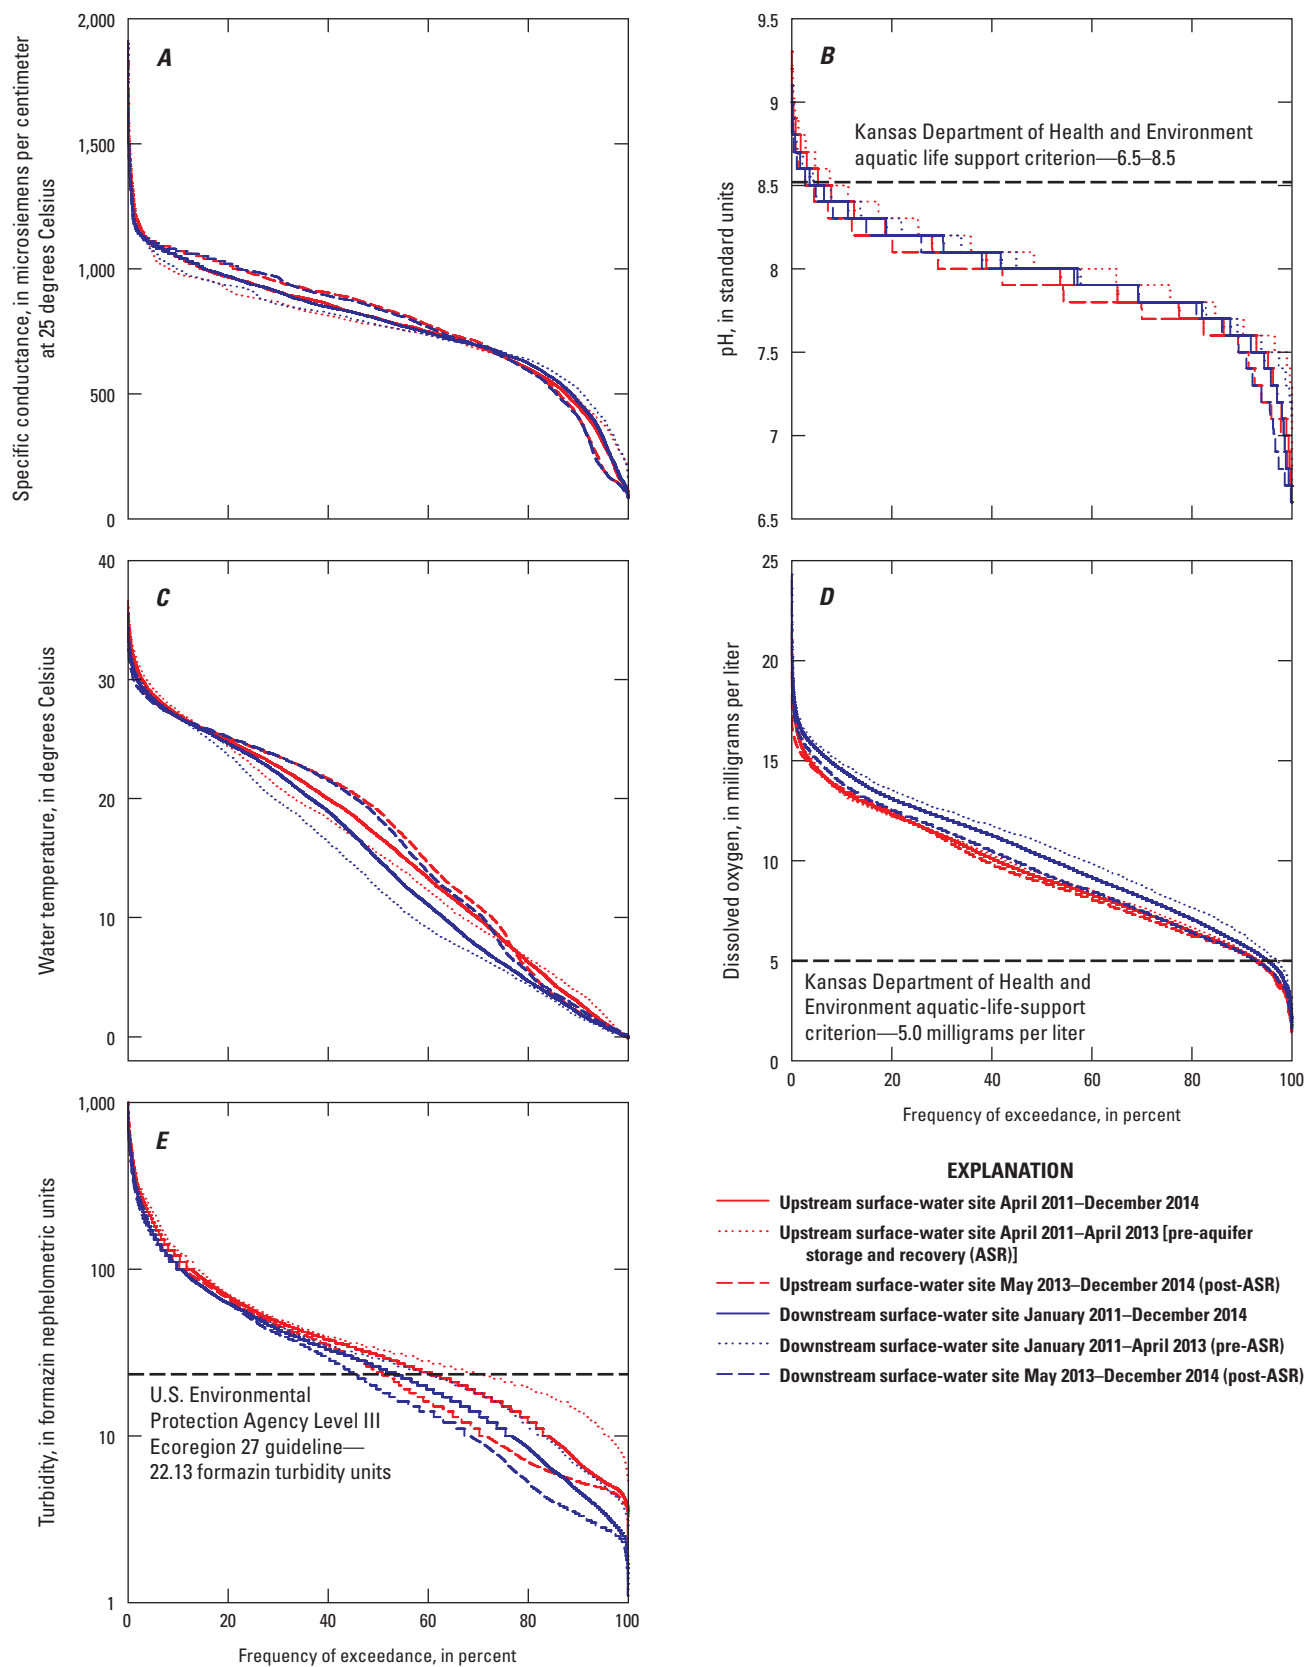 Specific conductance, in microsiemens per centimeter
at 25 degrees Celsius
2,000
1,500
1,000
500
0
A
pH, in standard units
9.5
9
8.5
8
7.5
7
6.5
B
Kansas Department of Health and Environment
aquatic life support criterion—6.5–8.5
Water temperature, in degrees Celsius
40
30
20
10
0
C
Dissolved oxygen, in milligrams per liter
25
20
15
10
5
0
D
Kansas Department of Health and
Environment aquatic-life-support
criterion—5.0 milligrams per liter
0 20 40 60 80 100
Frequency of exceedance, in percent
Turbidity, in formazin nephelometric units
1,000
100
10
1
E
U.S. Environmental
Protection Agency Level III
Ecoregion 27 guideline—
22.13 formazin turbidity units
0 20 40 60 80 100
Frequency of exceedance, in percent
EXPLANATION
Upstream surface-water site April 2011–December 2014
Upstream surface-water site April 2011–April 2013 [pre-aquifer
storage and recovery (ASR)]
Upstream surface-water site May 2013–December 2014 (post-ASR)
Downstream surface-water site January 2011–December 2014
Downstream surface-water site January 2011–April 2013 (pre-ASR)
Downstream surface-water site May 2013–December 2014 (post-ASR)